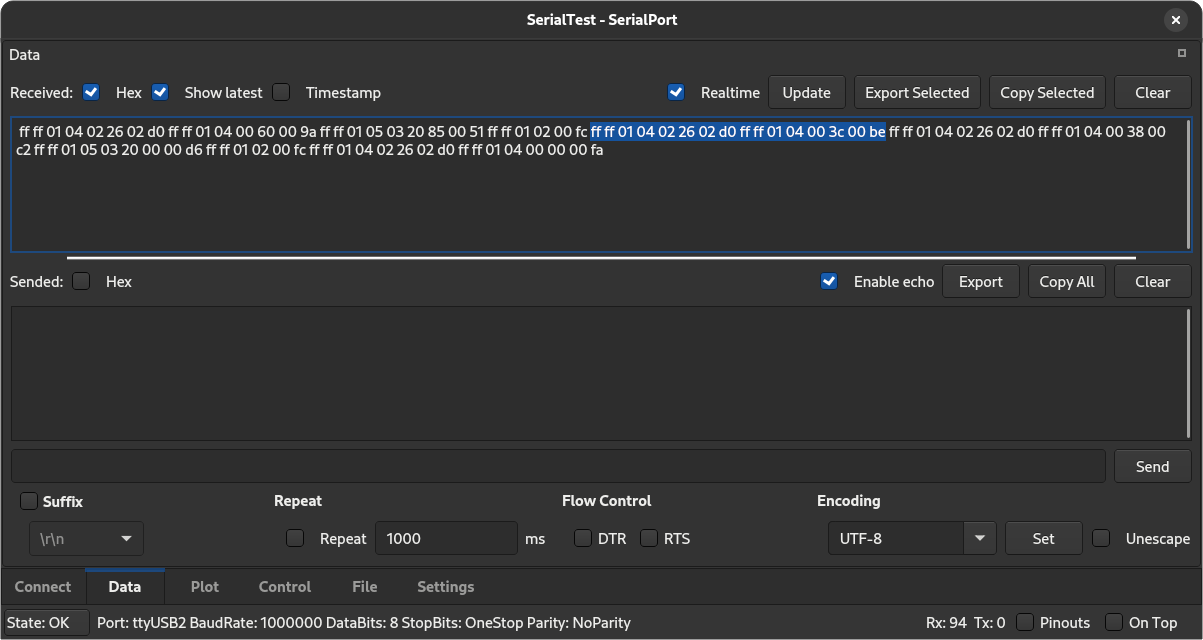 SerialTest - SerialPort
Data
Received: Hex Show latest Timestamp Realtime Update Export Selected Copy Selected Clear
ff ff 01 04 02 26 02 d0 ff ff 01 04 00 60 00 9a ff ff 01 05 03 20 85 00 51 ff ff 01 02 00 fc ff ff 01 04 02 26 02 d0 ff ff 01 04 00 3c 00 be ff ff 01 04 02 26 02 d0 ff ff 01 04 00 38 00
c2 ff ff 01 05 03 20 00 00 d6 ff ff 01 02 00 fc ff ff 01 04 02 26 02 d0 ff ff 01 04 00 00 00 fa
Sended: Hex Enable echo Export Copy All Clear
Send
Suffix Repeat Flow Control Encoding
\r\n Repeat 1000 ms DTR RTS UTF-8 Set Unescape
Connect Data Plot Control File Settings
State: OK Port: ttyUSB2 BaudRate: 1000000 DataBits: 8 StopBits: OneStop Parity: NoParity Rx: 94 Tx: 0 Pinouts On Top